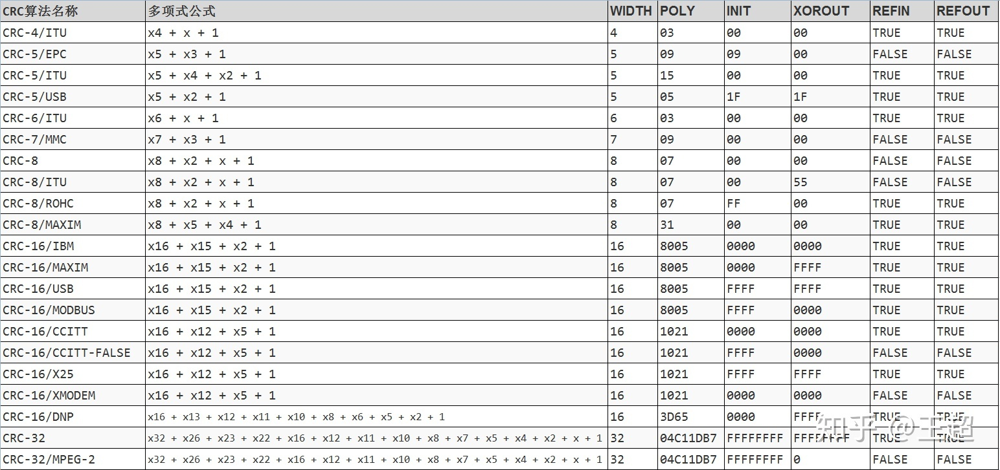 CRC算法名称 多项式公式 WIDTH POLY INIT XOROUT REFIN REFOUT
CRC-4/ITU x4 + x + 1 4 03 00 00 TRUE TRUE
CRC-5/EPC x5 + x3 + 1 5 09 09 00 FALSE FALSE
CRC-5/ITU x5 + x4 + x2 + 1 5 15 00 00 TRUE TRUE
CRC-5/USB x5 + x2 + 1 5 05 1F 1F TRUE TRUE
CRC-6/ITU x6 + x + 1 6 03 00 00 TRUE TRUE
CRC-7/MMC x7 + x3 + 1 7 09 00 00 FALSE FALSE
CRC-8 x8 + x2 + x + 1 8 07 00 00 FALSE FALSE
CRC-8/ITU x8 + x2 + x + 1 8 07 00 55 FALSE FALSE
CRC-8/ROHC x8 + x2 + x + 1 8 07 FF 00 TRUE TRUE
CRC-8/MAXIM x8 + x5 + x4 + 1 8 31 00 00 TRUE TRUE
CRC-16/IBM x16 + x15 + x2 + 1 16 8005 0000 0000 TRUE TRUE
CRC-16/MAXIM x16 + x15 + x2 + 1 16 8005 0000 FFFF TRUE TRUE
CRC-16/USB x16 + x15 + x2 + 1 16 8005 FFFF FFFF TRUE TRUE
CRC-16/MODBUS x16 + x15 + x2 + 1 16 8005 FFFF 0000 TRUE TRUE
CRC-16/CCITT x16 + x12 + x5 + 1 16 1021 0000 0000 TRUE TRUE
CRC-16/CCITT-FALSE x16 + x12 + x5 + 1 16 1021 FFFF 0000 FALSE FALSE
CRC-16/X25 x16 + x12 + x5 + 1 16 1021 FFFF FFFF TRUE TRUE
CRC-16/XMODEM x16 + x12 + x5 + 1 16 1021 0000 0000 FALSE FALSE
CRC-16/DNP x16 + x13 + x12 + x11 + x10 + x8 + x6 + x5 + x2 + 1 16 3D65 0000 FFFF TRUE TRUE
CRC-32 x32 + x26 + x23 + x22 + x16 + x12 + x11 + x10 + x8 + x7 + x5 + x4 + x2 + x + 1 32 04C11DB7 FFFFFFFF FFFFFFFF TRUE TRUE
CRC-32/MPEG-2 x32 + x26 + x23 + x22 + x16 + x12 + x11 + x10 + x8 + x7 + x5 + x4 + x2 + x + 1 32 04C11DB7 FFFFFFFF 0 FALSE FALSE
知乎 @王超